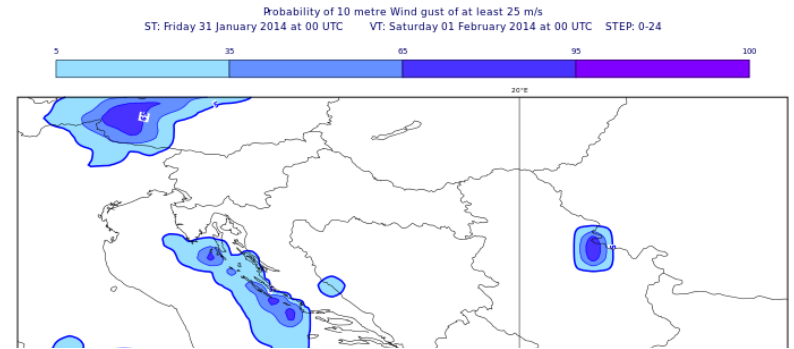 Probability of 10 metre Wind gust of at least 25 m/s
ST: Friday 31 January 2014 at 00 UTC VT: Saturday 01 February 2014 at 00 UTC STEP: 0-24
5 35 65 95 100
20°E
5